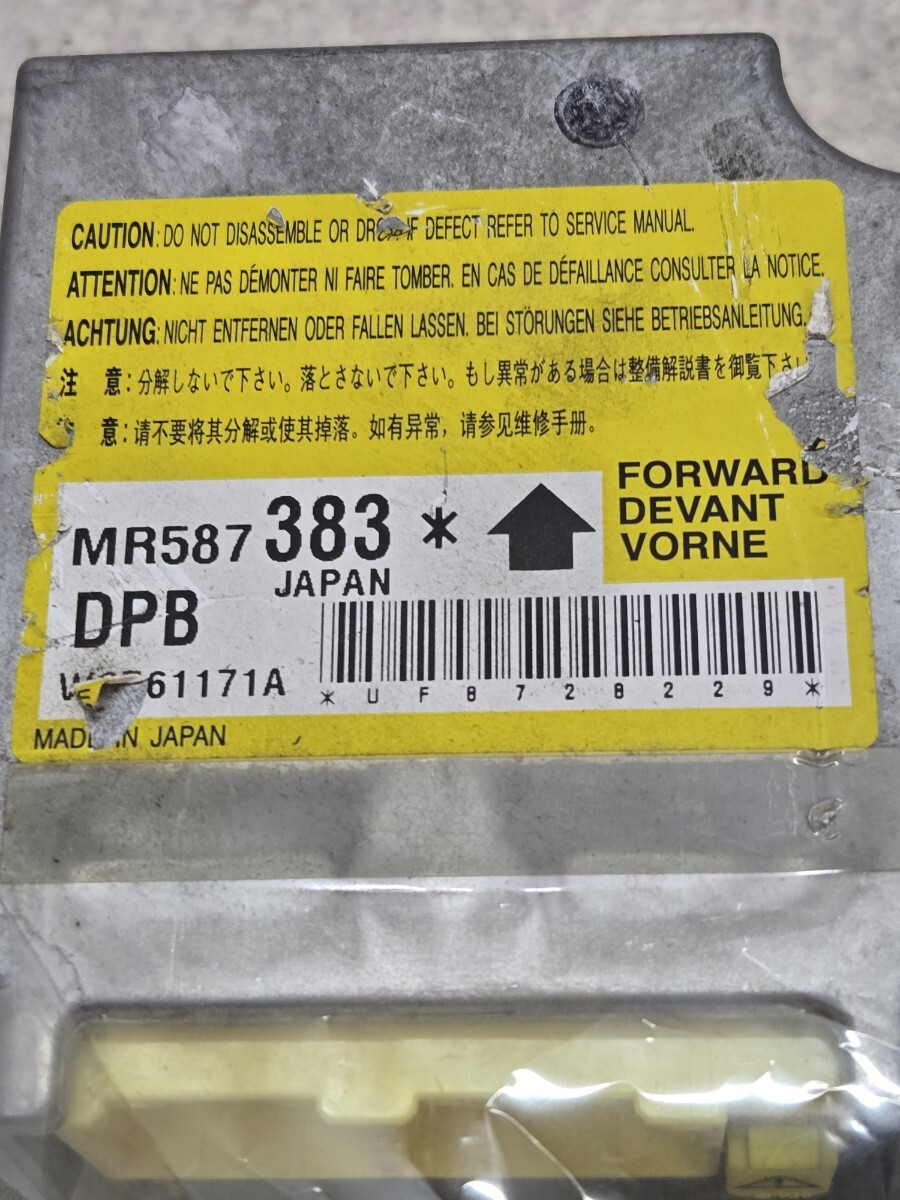 CAUTION: DO NOT DISASSEMBLE OR DROP. IF DEFECT REFER TO SERVICE MANUAL.
ATTENTION: NE PAS DÉMONTER NI FAIRE TOMBER. EN CAS DE DÉFAILLANCE CONSULTER LA NOTICE.
ACHTUNG: NICHT ENTFERNEN ODER FALLEN LASSEN. BEI STÖRUNGEN SIEHE BETRIEBSANLEITUNG.
注 意: 分解しないで下さい。落とさないで下さい。もし異常がある場合は整備解説書を御覧下さい
意: 请不要将其分解或使其掉落。如有异常，请参见维修手册。
FORWARD
DEVANT
VORNE
MR587383 *
JAPAN
DPB
61171A
*UF8728229*
MADE IN JAPAN